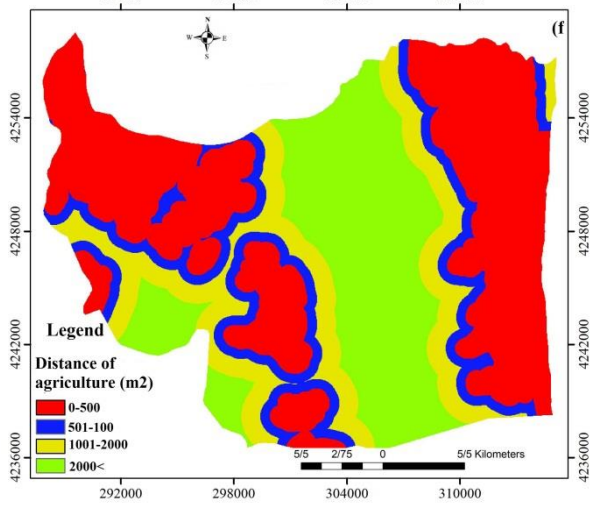 (f
N
W E
S
4254000
4254000
4248000
4248000
4242000
4242000
4236000
4236000
Legend
Distance of
agriculture (m2)
0-500
501-100
1001-2000
2000<
5/5 2/75 0 5/5 Kilometers
292000 298000 304000 310000